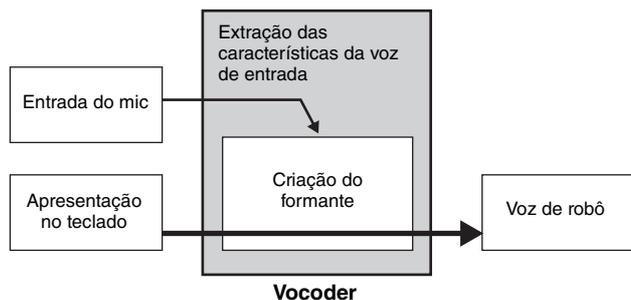 Extração das
características da voz
de entrada
Entrada do mic
Criação do
formante
Apresentação
no teclado
Voz de robô
Vocoder